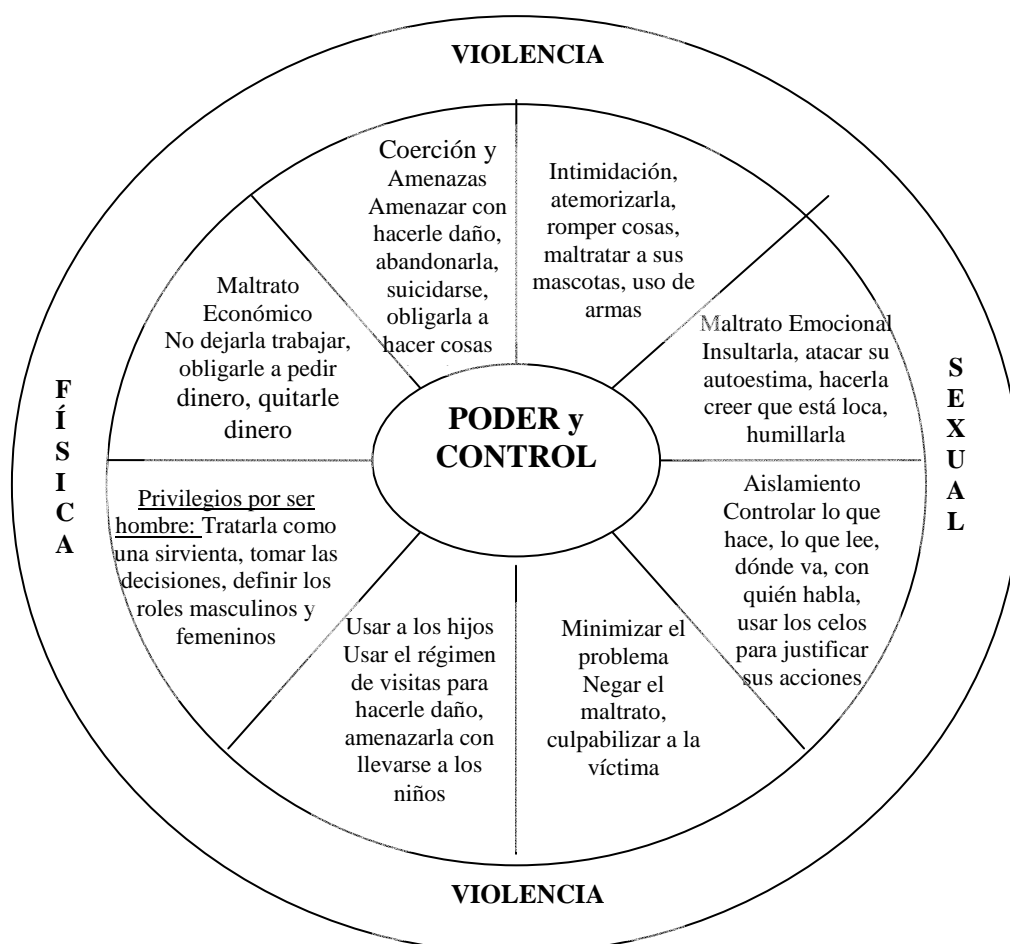 VIOLENCIA
Coerción y
Amenazas
Amenazar con
hacerle daño,
abandonarla,
suicidarse,
obligarla a
hacer cosas
Intimidación,
atemorizarla,
romper cosas,
maltratar a sus
mascotas, uso de
armas
Maltrato
Económico
No dejarla trabajar,
obligarle a pedir
dinero, quitarle
dinero
Maltrato Emocional
Insultarla, atacar su
autoestima, hacerla
creer que está loca,
humillarla
FÍSICA
PODER y
CONTROL
SEXUAL
Privilegios por ser
hombre: Tratarla como
una sirvienta, tomar las
decisiones, definir los
roles masculinos y
femeninos
Aislamiento
Controlar lo que
hace, lo que lee,
dónde va, con
quién habla,
usar los celos
para justificar
sus acciones
Usar a los hijos
Usar el régimen
de visitas para
hacerle daño,
amenazarla con
llevarse a los
niños
Minimizar el
problema
Negar el
maltrato,
culpabilizar a la
víctima
VIOLENCIA